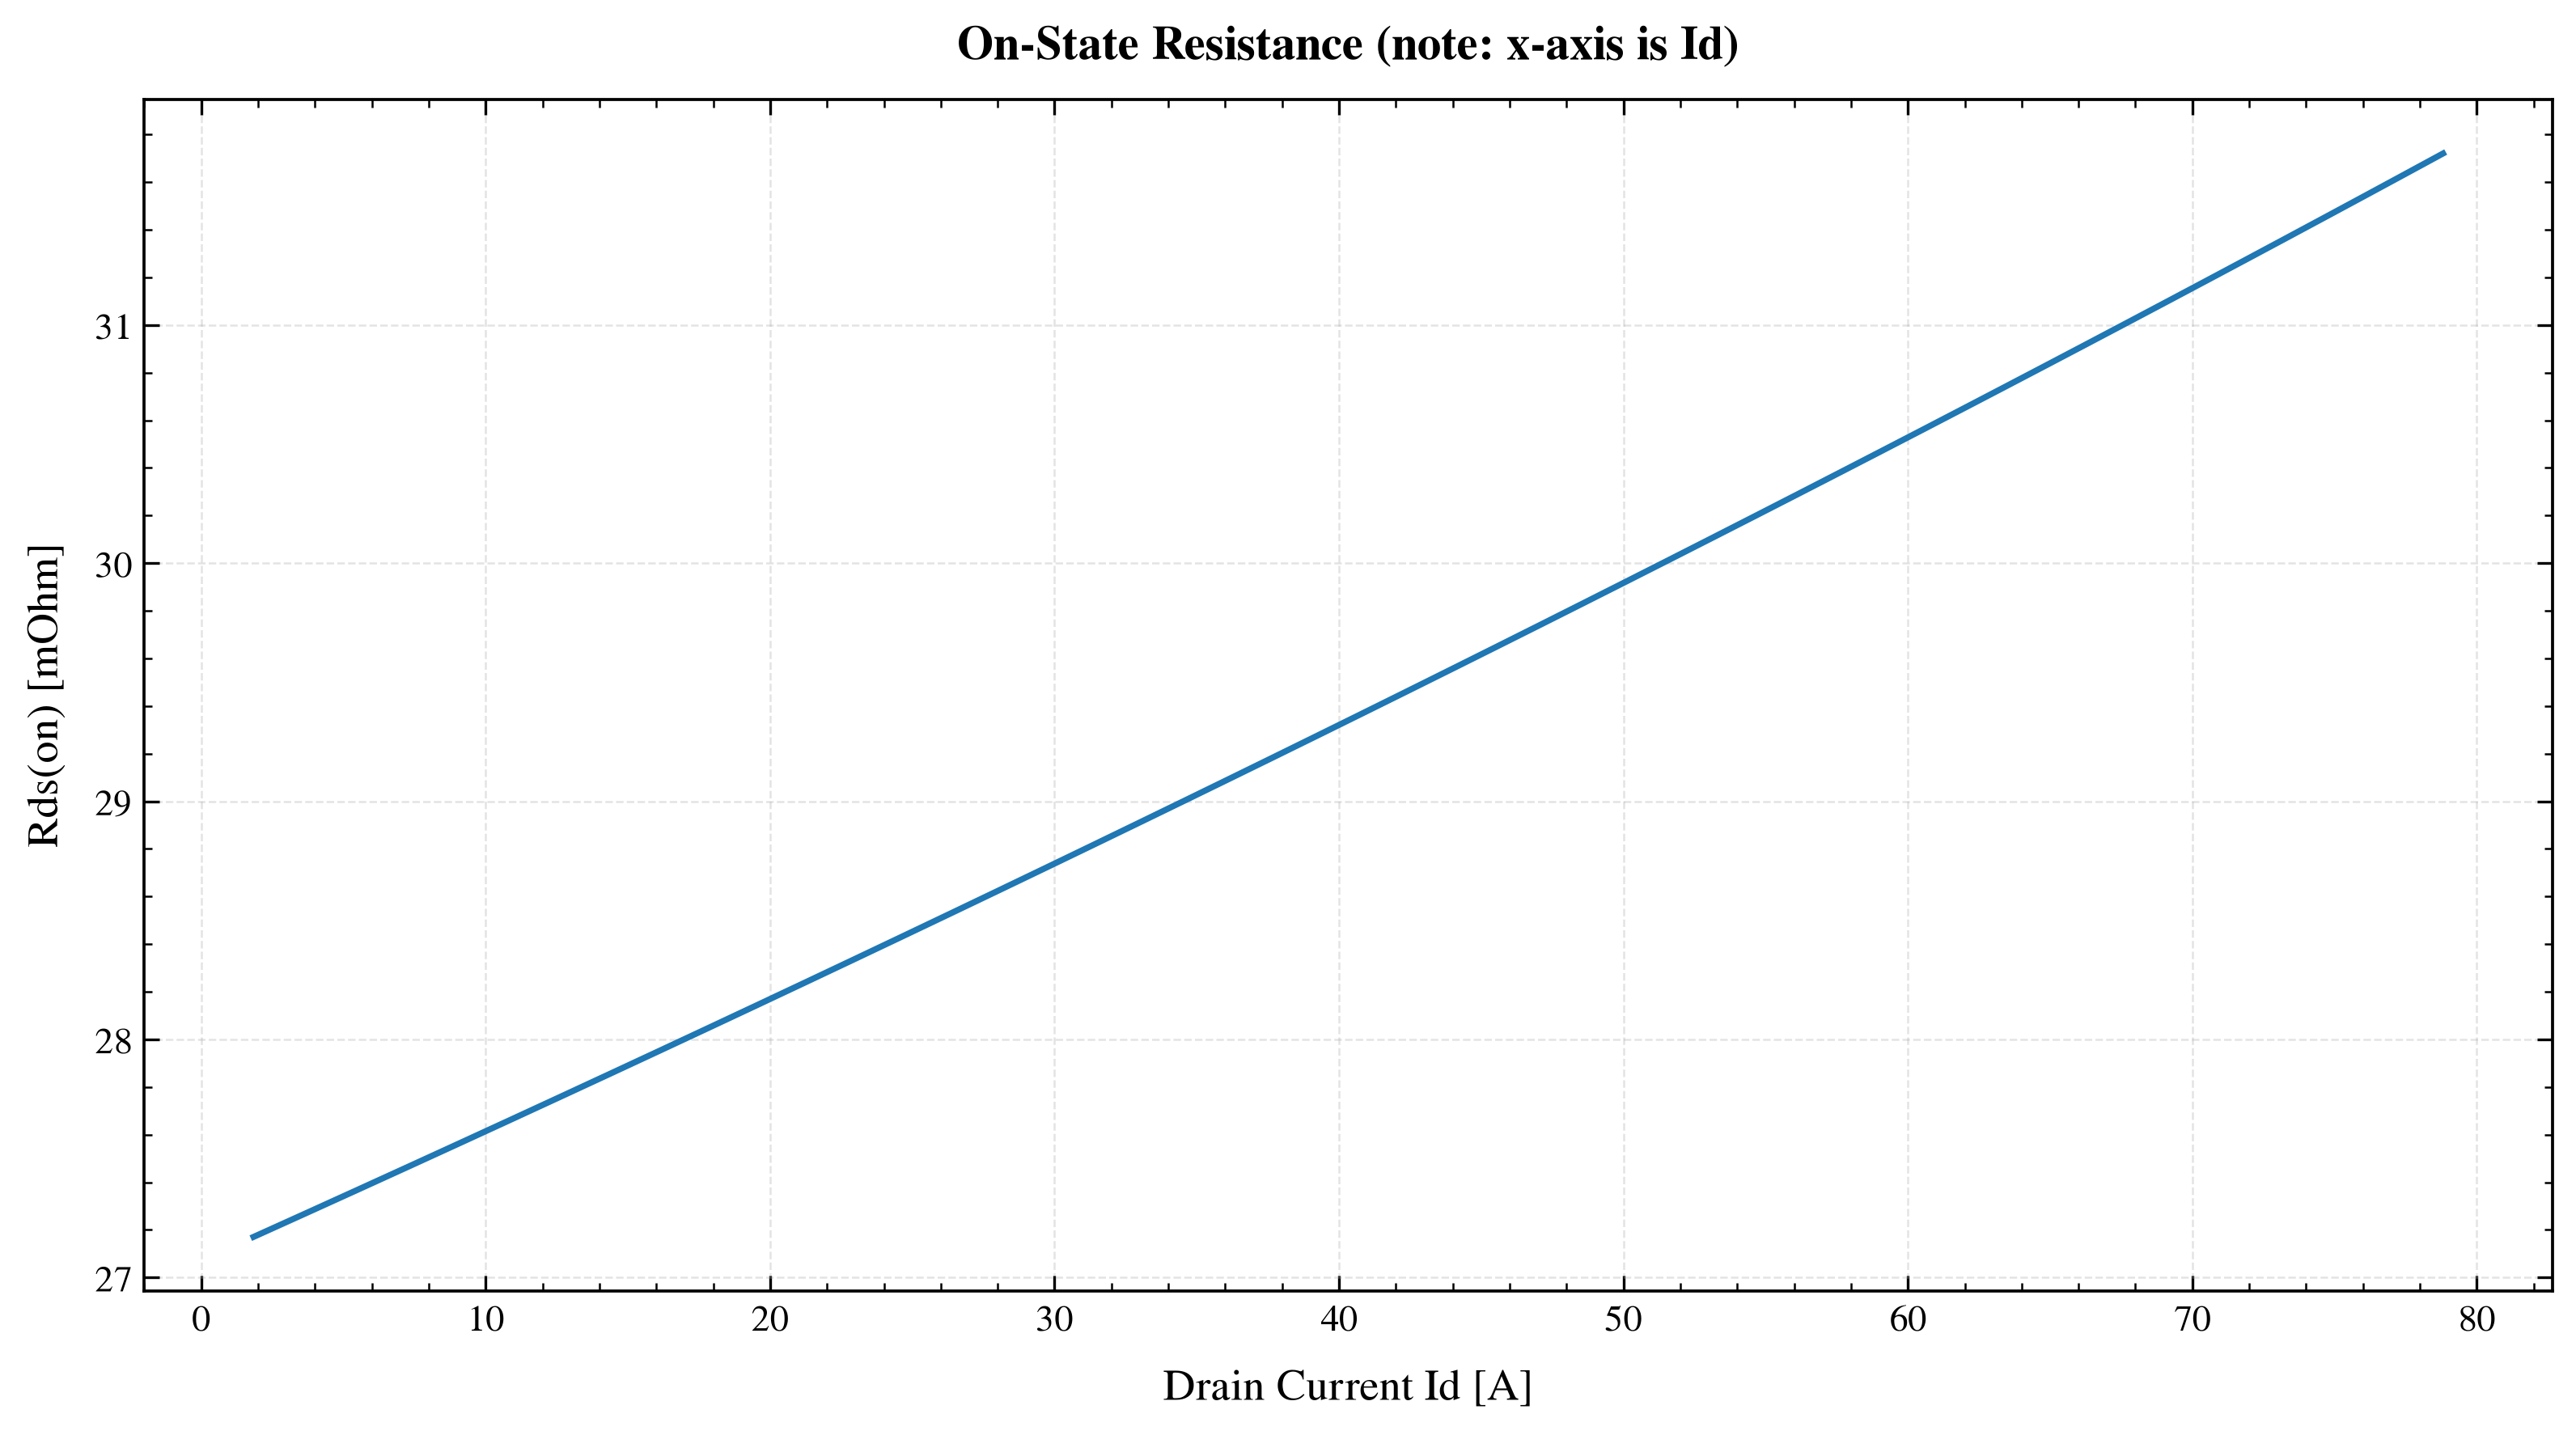 On-State Resistance (note: x-axis is Id)
Rds(on) [mOhm]
31
30
29
28
27
0 10 20 30 40 50 60 70 80
Drain Current Id [A]